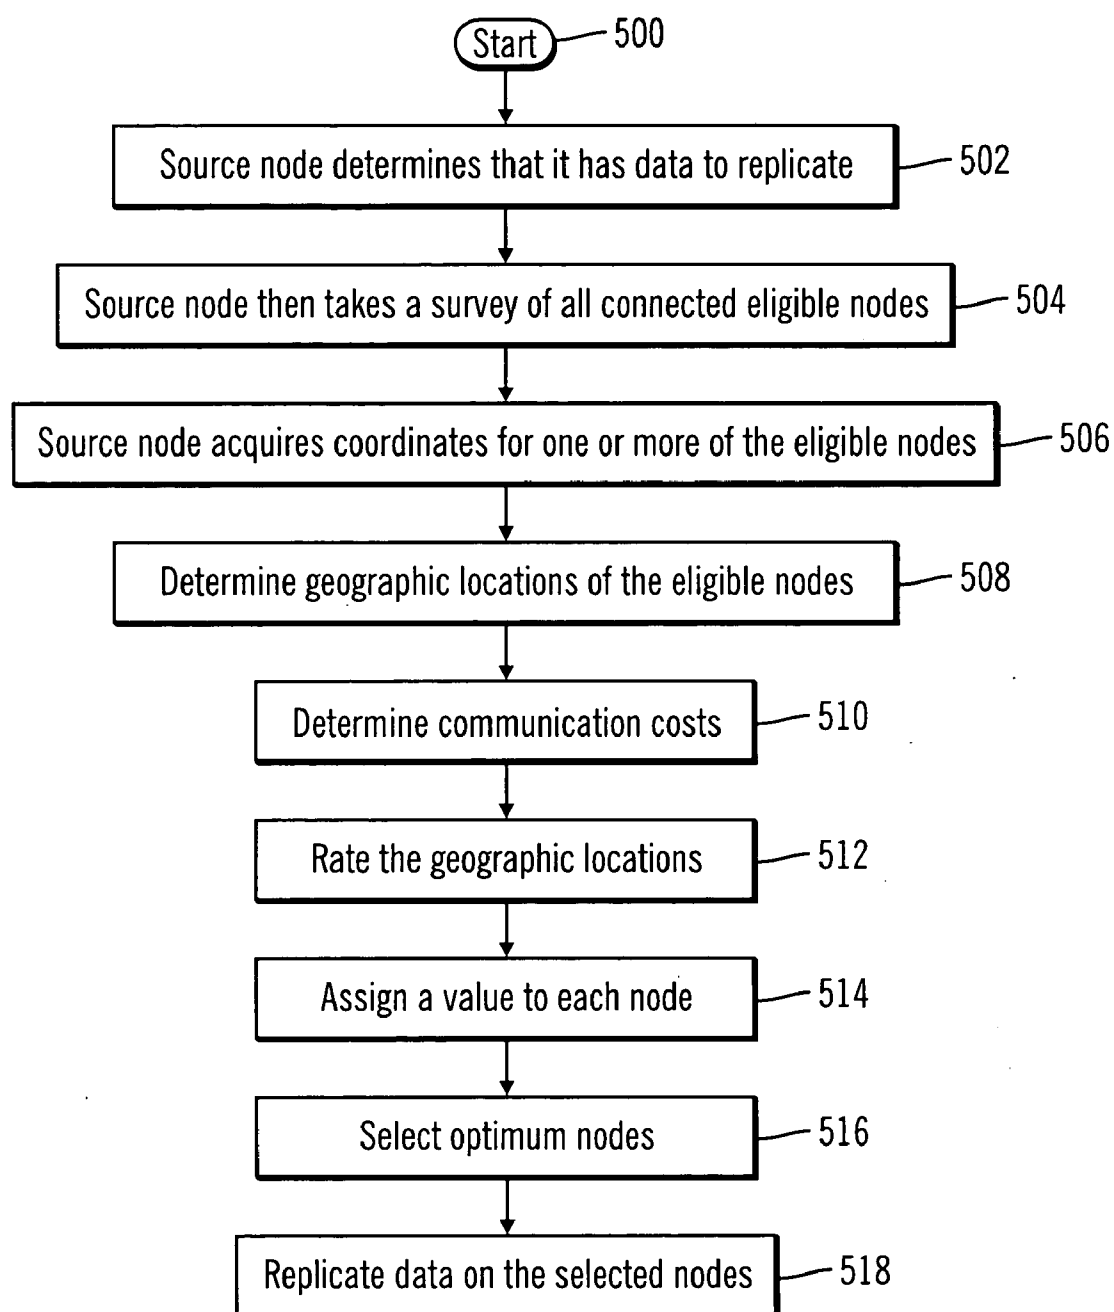 Start 500
Source node determines that it has data to replicate 502
Source node then takes a survey of all connected eligible nodes 504
Source node acquires coordinates for one or more of the eligible nodes 506
Determine geographic locations of the eligible nodes 508
Determine communication costs 510
Rate the geographic locations 512
Assign a value to each node 514
Select optimum nodes 516
Replicate data on the selected nodes 518